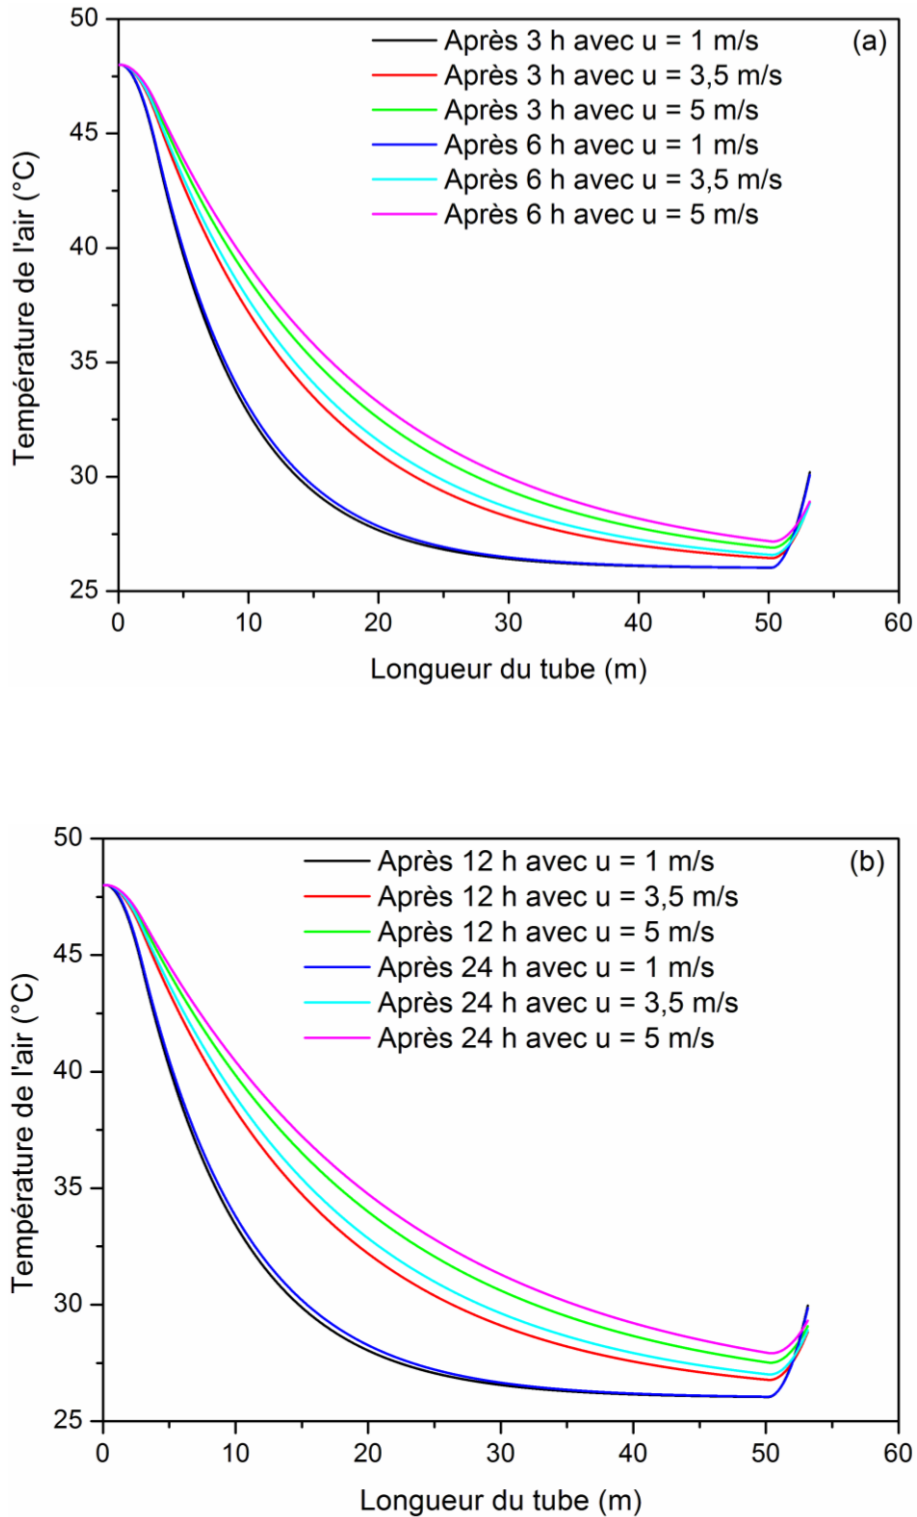 50
45
40
35
30
25
Température de l'air (°C)
Après 3 h avec u = 1 m/s
Après 3 h avec u = 3,5 m/s
Après 3 h avec u = 5 m/s
Après 6 h avec u = 1 m/s
Après 6 h avec u = 3,5 m/s
Après 6 h avec u = 5 m/s
(a)
0 10 20 30 40 50 60
Longueur du tube (m)
50
45
40
35
30
25
Température de l'air (°C)
Après 12 h avec u = 1 m/s
Après 12 h avec u = 3,5 m/s
Après 12 h avec u = 5 m/s
Après 24 h avec u = 1 m/s
Après 24 h avec u = 3,5 m/s
Après 24 h avec u = 5 m/s
(b)
0 10 20 30 40 50 60
Longueur du tube (m)